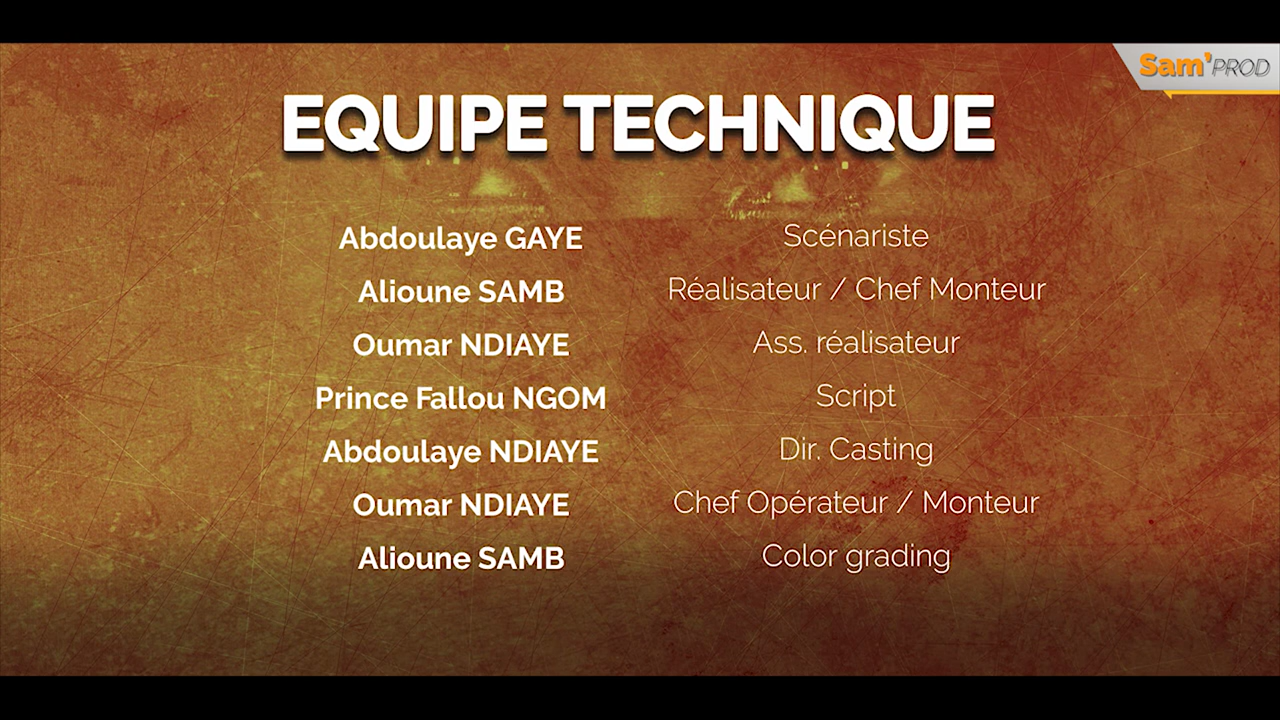 Sam'PROD
EQUIPE TECHNIQUE
Abdoulaye GAYE Scénariste
Alioune SAMB Réalisateur / Chef Monteur
Oumar NDIAYE Ass. réalisateur
Prince Fallou NGOM Script
Abdoulaye NDIAYE Dir. Casting
Oumar NDIAYE Chef Opérateur / Monteur
Alioune SAMB Color grading